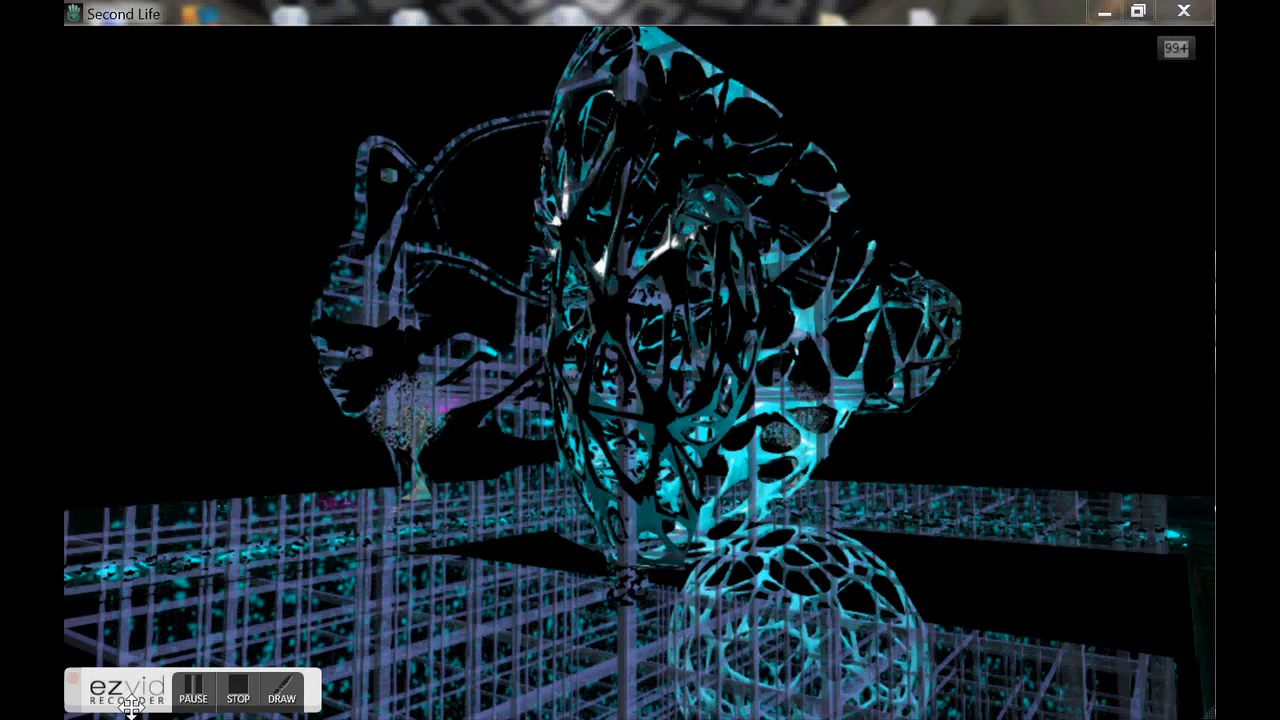 Second Life
99+
ezvid
RECORDER
PAUSE STOP DRAW